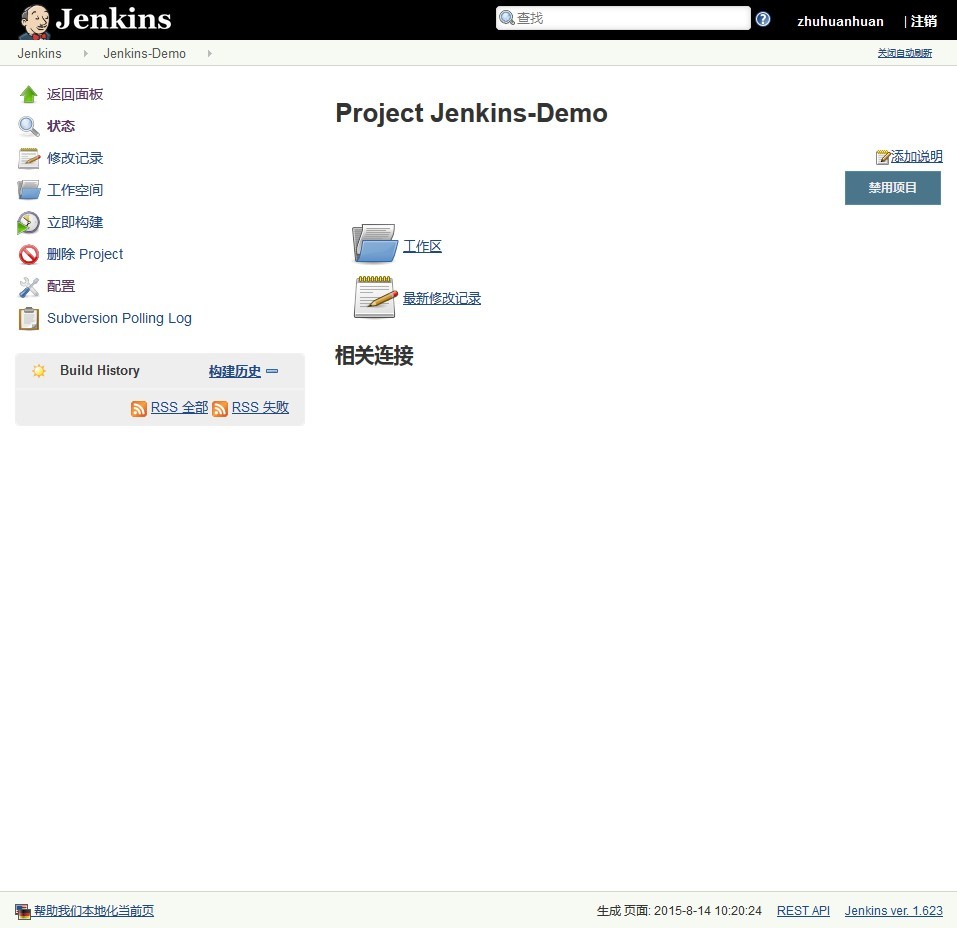 Jenkins
查找
zhuhuanhuan | 注销
Jenkins Jenkins-Demo
关闭自动刷新
返回面板
状态
修改记录
工作空间
立即构建
删除 Project
配置
Subversion Polling Log
Build History 构建历史
RSS 全部 RSS 失败
Project Jenkins-Demo
添加说明
禁用项目
工作区
最新修改记录
相关连接
帮助我们本地化当前页
生成 页面: 2015-8-14 10:20:24 REST API Jenkins ver. 1.623